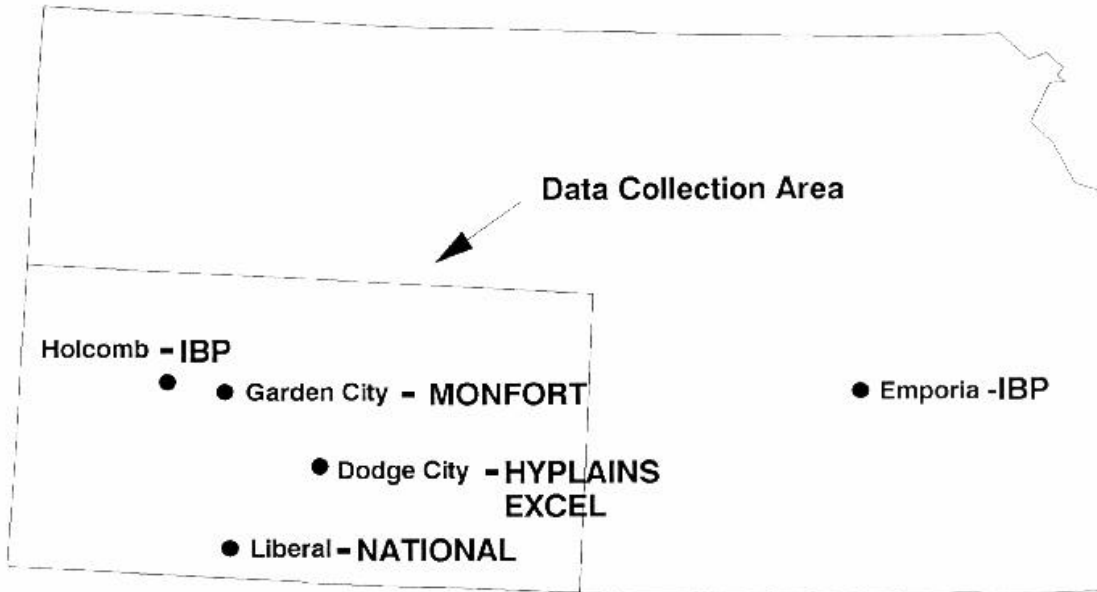 Data Collection Area
Holcomb - IBP
Garden City - MONFORT
Emporia -IBP
Dodge City - HYPLAINS
EXCEL
Liberal - NATIONAL